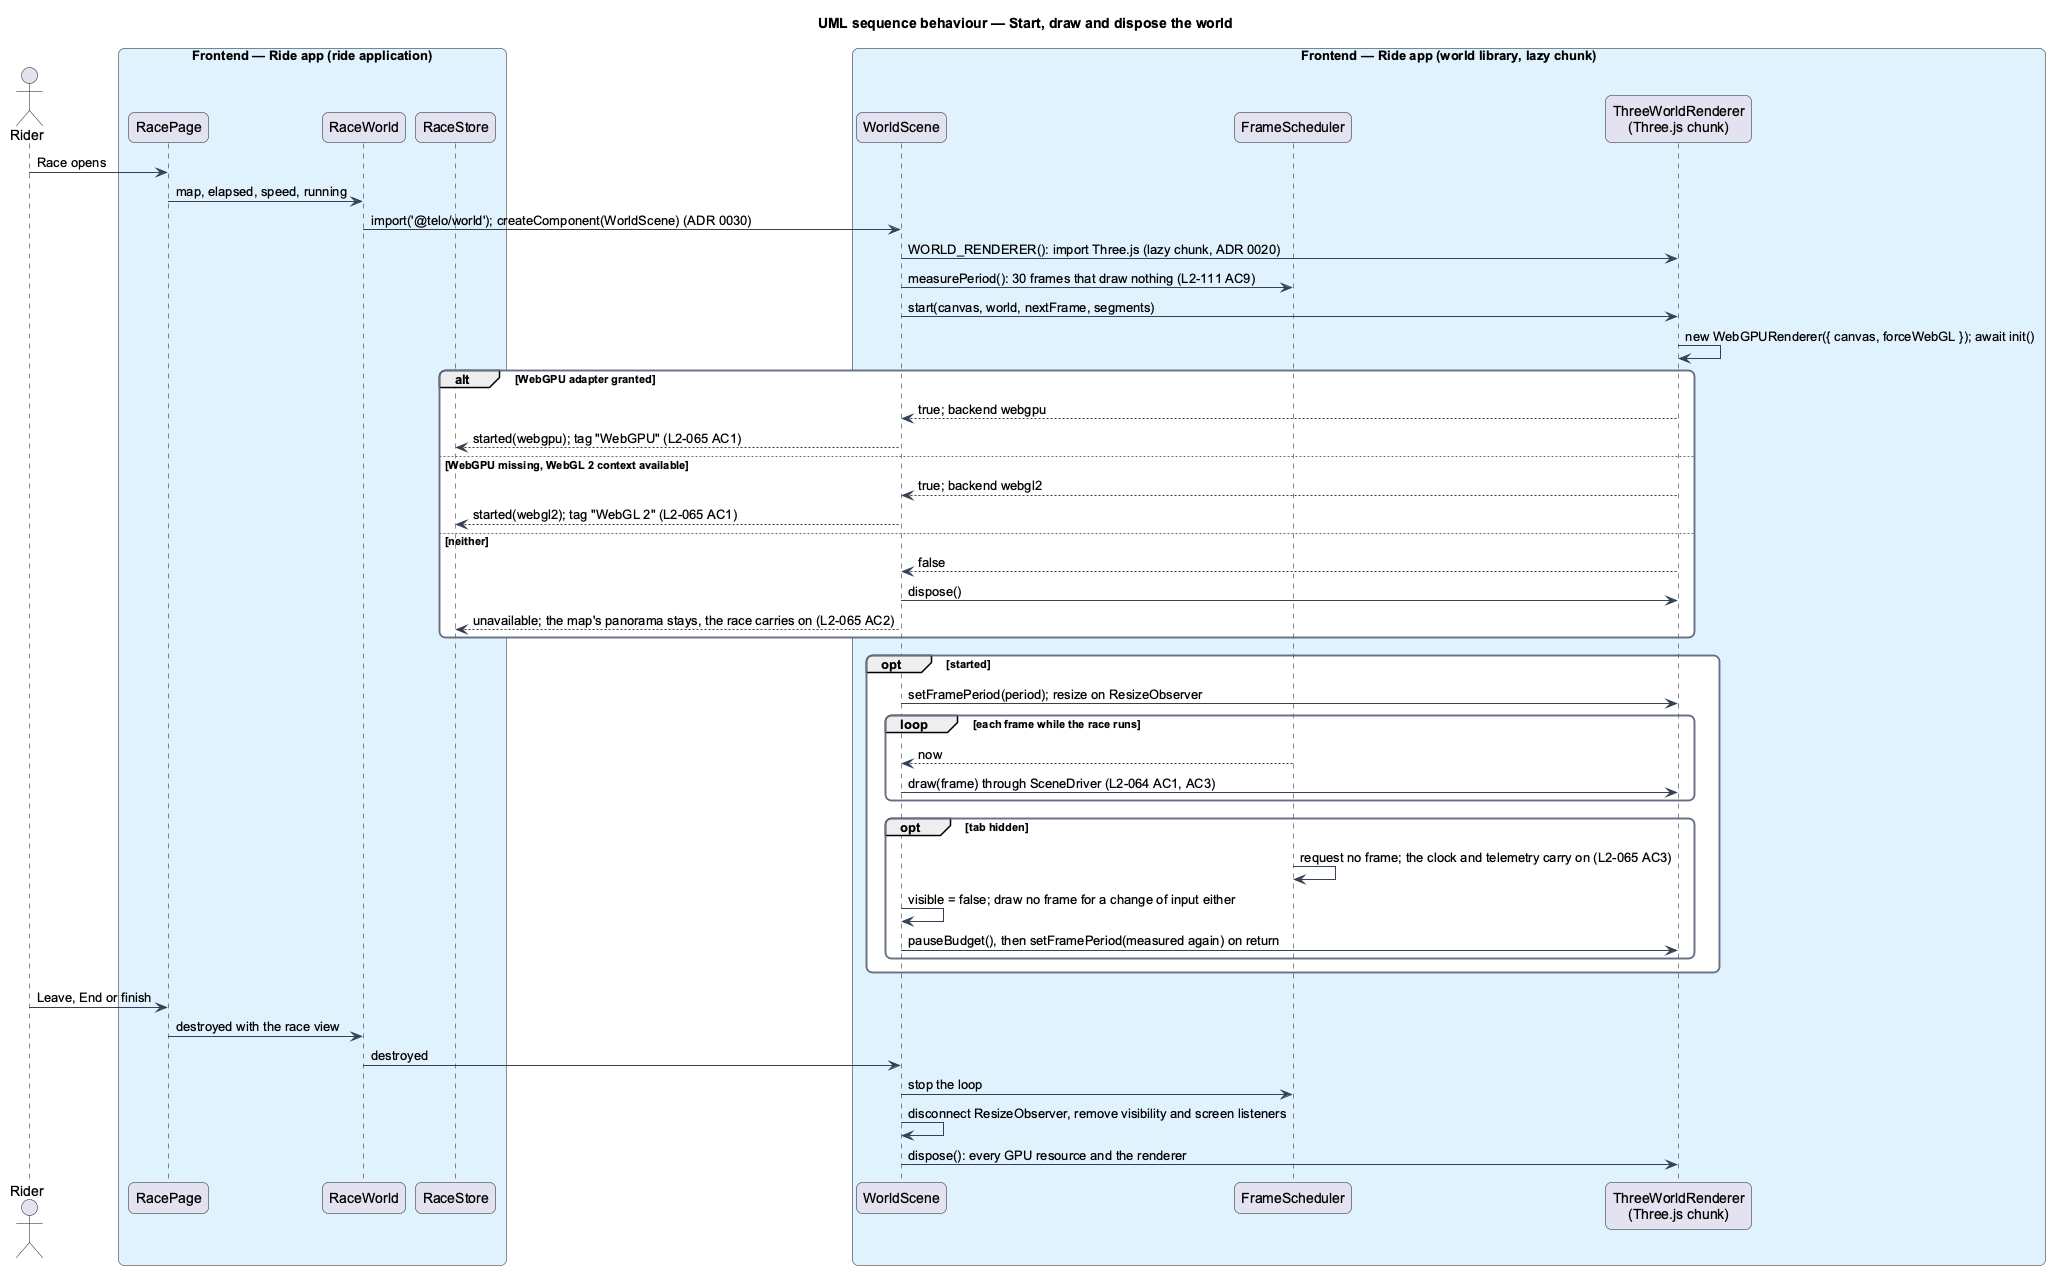 UML sequence behaviour — Start, draw and dispose the world
Frontend — Ride app (ride application)
Frontend — Ride app (world library, lazy chunk)
Rider
RacePage
RaceWorld
RaceStore
WorldScene
FrameScheduler
ThreeWorldRenderer
(Three.js chunk)
Race opens
map, elapsed, speed, running
import('@telo/world'); createComponent(WorldScene) (ADR 0030)
WORLD_RENDERER(): import Three.js (lazy chunk, ADR 0020)
measurePeriod(): 30 frames that draw nothing (L2-111 AC9)
start(canvas, world, nextFrame, segments)
new WebGPURenderer({ canvas, forceWebGL }); await init()
alt [WebGPU adapter granted]
true; backend webgpu
started(webgpu); tag "WebGPU" (L2-065 AC1)
[WebGPU missing, WebGL 2 context available]
true; backend webgl2
started(webgl2); tag "WebGL 2" (L2-065 AC1)
[neither]
false
dispose()
unavailable; the map's panorama stays, the race carries on (L2-065 AC2)
opt [started]
setFramePeriod(period); resize on ResizeObserver
loop [each frame while the race runs]
now
draw(frame) through SceneDriver (L2-064 AC1, AC3)
opt [tab hidden]
request no frame; the clock and telemetry carry on (L2-065 AC3)
visible = false; draw no frame for a change of input either
pauseBudget(), then setFramePeriod(measured again) on return
Leave, End or finish
destroyed with the race view
destroyed
stop the loop
disconnect ResizeObserver, remove visibility and screen listeners
dispose(): every GPU resource and the renderer
Rider
RacePage
RaceWorld
RaceStore
WorldScene
FrameScheduler
ThreeWorldRenderer
(Three.js chunk)